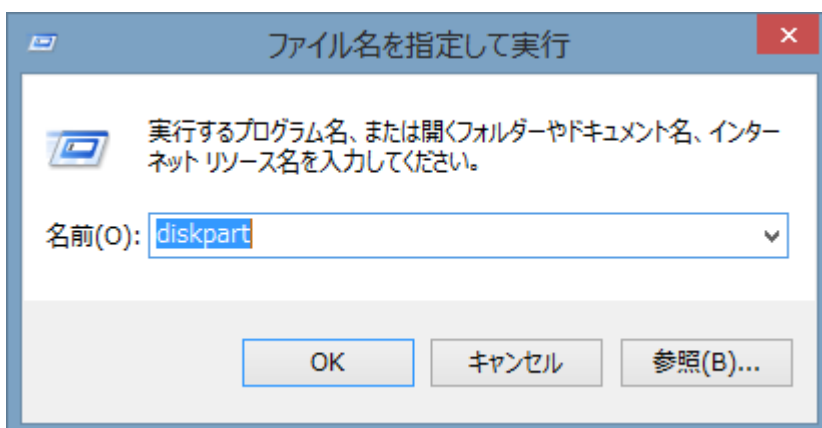 ファイル名を指定して実行
実行するプログラム名、または開くフォルダーやドキュメント名、インター
ネット リソース名を入力してください。
名前(O): diskpart
OK キャンセル 参照(B)...